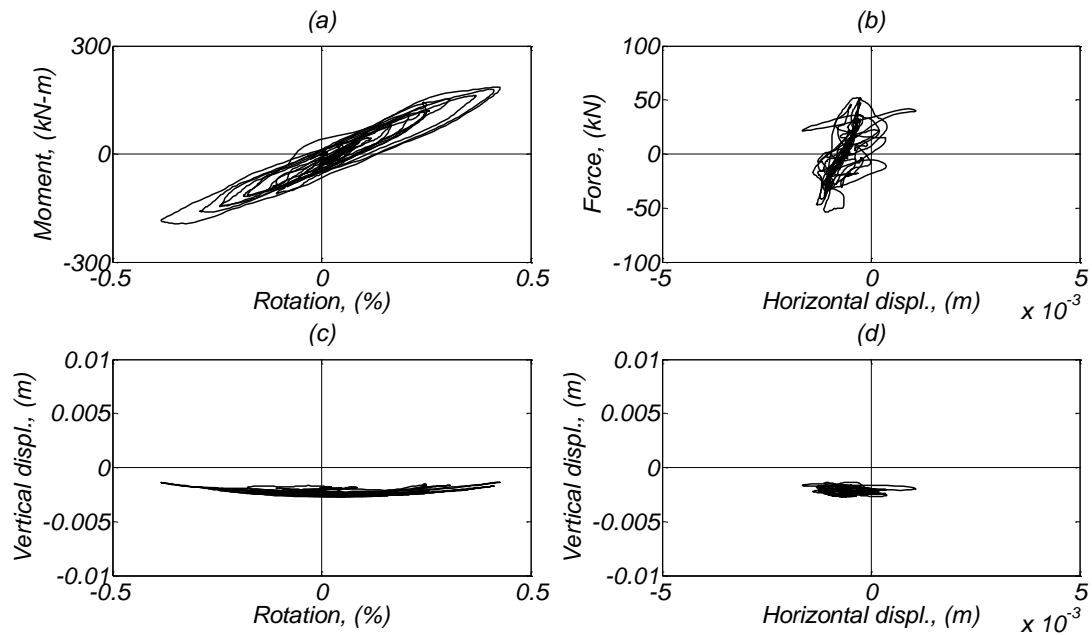 (a)
300
0
-300
Moment, (kN-m)
-0.5
0
0.5
Rotation, (%)
(b)
100
50
0
-50
-100
Force, (kN)
-5
0
5
Horizontal displ., (m)
x 10⁻³
(c)
0.01
0.005
0
-0.005
-0.01
Vertical displ., (m)
-0.5
0
0.5
Rotation, (%)
(d)
0.01
0.005
0
-0.005
-0.01
Vertical displ., (m)
-5
0
5
Horizontal displ., (m)
x 10⁻³